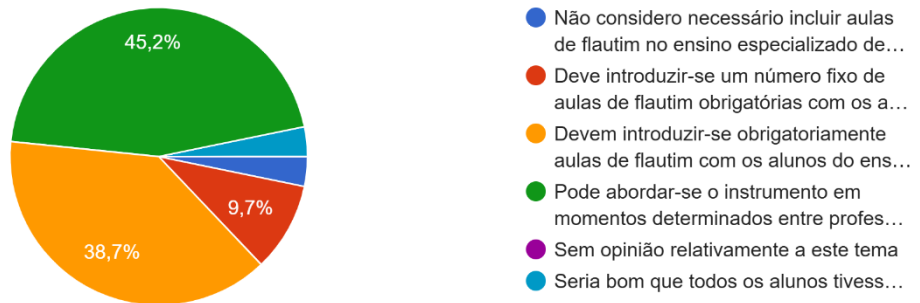 45,2%
9,7%
38,7%
Não considero necessário incluir aulas
de flautim no ensino especializado de…
Deve introduzir-se um número fixo de
aulas de flautim obrigatórias com os a…
Devem introduzir-se obrigatoriamente
aulas de flautim com os alunos do ens…
Pode abordar-se o instrumento em
momentos determinados entre profes…
Sem opinião relativamente a este tema
Seria bom que todos os alunos tivess…